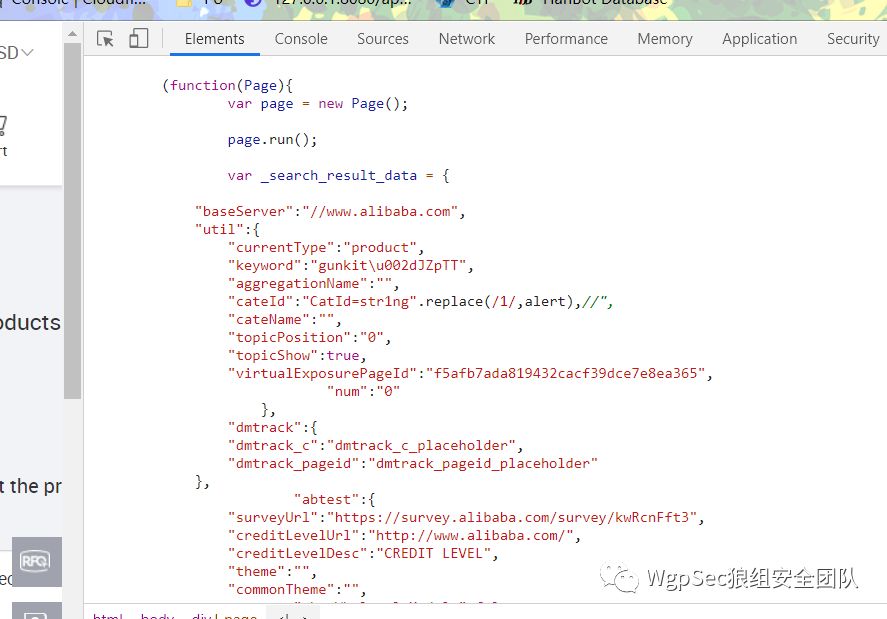 Console | Cloudfl...
127.0.0.1:8080/ap...
CTF
HanBot Database
SD
Elements Console Sources Network Performance Memory Application Security
rt
(function(Page){
var page = new Page();
page.run();
var _search_result_data = {
"baseServer":"//www.alibaba.com",
"util":{
"currentType":"product",
"keyword":"gunkit\u002dJZpTT",
"aggregationName":"",
"cateId":"CatId=str1ng".replace(/1/,alert),//",
"cateName":"",
"topicPosition":"0",
oducts
"topicShow":true,
"virtualExposurePageId":"f5afb7ada819432cacf39dce7e8ea365",
"num":"0"
},
"dmtrack":{
"dmtrack_c":"dmtrack_c_placeholder",
"dmtrack_pageid":"dmtrack_pageid_placeholder"
t the pr
},
"abtest":{
"surveyUrl":"https://survey.alibaba.com/survey/kwRcnFft3",
"creditLevelUrl":"http://www.alibaba.com/",
"creditLevelDesc":"CREDIT LEVEL",
RFQ
"theme":"",
"commonTheme":"",
WgpSec狼组安全团队
html body div!.page